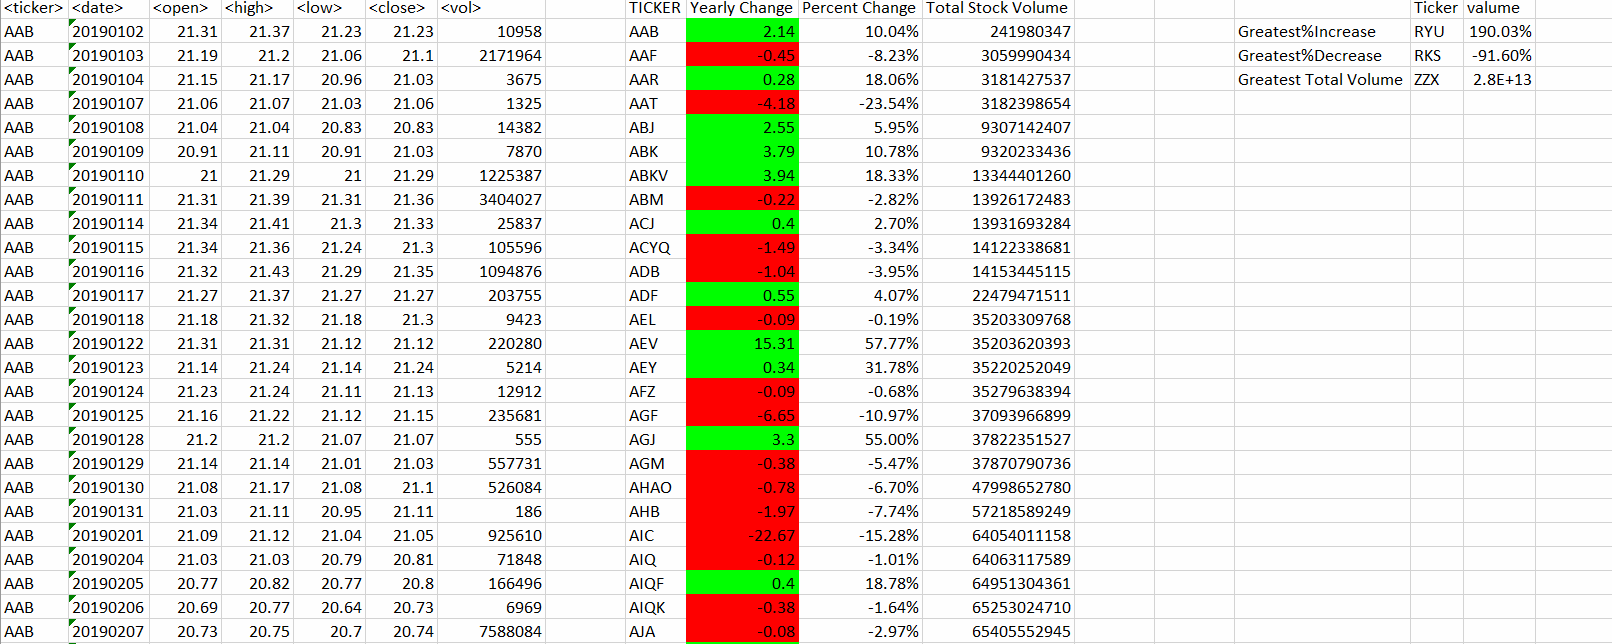 <ticker> <date> <open> <high> <low> <close> <vol> TICKER Yearly Change Percent Change Total Stock Volume Ticker valume
AAB 20190102 21.31 21.37 21.23 21.23 10958 AAB 2.14 10.04% 241980347 Greatest%Increase RYU 190.03%
AAB 20190103 21.19 21.2 21.06 21.1 2171964 AAF -0.45 -8.23% 3059990434 Greatest%Decrease RKS -91.60%
AAB 20190104 21.15 21.17 20.96 21.03 3675 AAR 0.28 18.06% 3181427537 Greatest Total Volume ZZX 2.8E+13
AAB 20190107 21.06 21.07 21.03 21.06 1325 AAT -4.18 -23.54% 3182398654
AAB 20190108 21.04 21.04 20.83 20.83 14382 ABJ 2.55 5.95% 9307142407
AAB 20190109 20.91 21.11 20.91 21.03 7870 ABK 3.79 10.78% 9320233436
AAB 20190110 21 21.29 21 21.29 1225387 ABKV 3.94 18.33% 13344401260
AAB 20190111 21.31 21.39 21.31 21.36 3404027 ABM -0.22 -2.82% 13926172483
AAB 20190114 21.34 21.41 21.3 21.33 25837 ACJ 0.4 2.70% 13931693284
AAB 20190115 21.34 21.36 21.24 21.3 105596 ACYQ -1.49 -3.34% 14122338681
AAB 20190116 21.32 21.43 21.29 21.35 1094876 ADB -1.04 -3.95% 14153445115
AAB 20190117 21.27 21.37 21.27 21.27 203755 ADF 0.55 4.07% 22479471511
AAB 20190118 21.18 21.32 21.18 21.3 9423 AEL -0.09 -0.19% 35203309768
AAB 20190122 21.31 21.31 21.12 21.12 220280 AEV 15.31 57.77% 35203620393
AAB 20190123 21.14 21.24 21.14 21.24 5214 AEY 0.34 31.78% 35220252049
AAB 20190124 21.23 21.24 21.11 21.13 12912 AFZ -0.09 -0.68% 35279638394
AAB 20190125 21.16 21.22 21.12 21.15 235681 AGF -6.65 -10.97% 37093966899
AAB 20190128 21.2 21.2 21.07 21.07 555 AGJ 3.3 55.00% 37822351527
AAB 20190129 21.14 21.14 21.01 21.03 557731 AGM -0.38 -5.47% 37870790736
AAB 20190130 21.08 21.17 21.08 21.1 526084 AHAO -0.78 -6.70% 47998652780
AAB 20190131 21.03 21.11 20.95 21.11 186 AHB -1.97 -7.74% 57218589249
AAB 20190201 21.09 21.12 21.04 21.05 925610 AIC -22.67 -15.28% 64054011158
AAB 20190204 21.03 21.03 20.79 20.81 71848 AIQ -0.12 -1.01% 64063117589
AAB 20190205 20.77 20.82 20.77 20.8 166496 AIQF 0.4 18.78% 64951304361
AAB 20190206 20.69 20.77 20.64 20.73 6969 AIQK -0.38 -1.64% 65253024710
AAB 20190207 20.73 20.75 20.7 20.74 7588084 AJA -0.08 -2.97% 65405552945